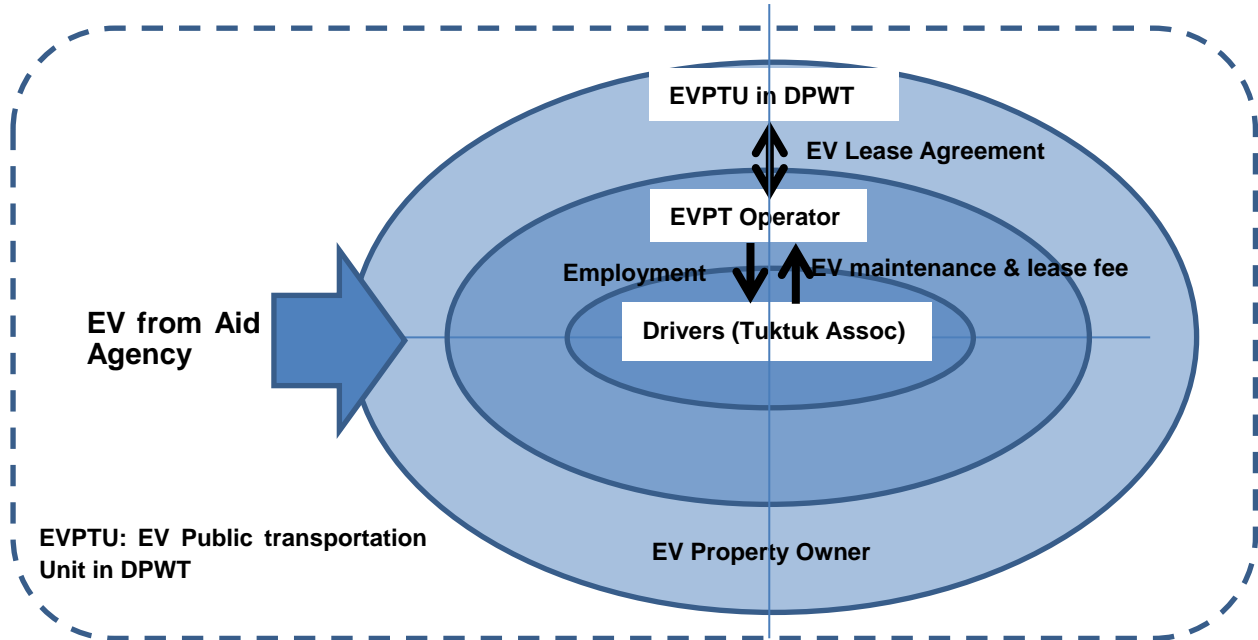 EVPTU in DPWT
EV Lease Agreement
EVPT Operator
Employment
EV maintenance & lease fee
EV from Aid
Agency
Drivers (Tuktuk Assoc)
EVPTU: EV Public transportation
Unit in DPWT
EV Property Owner